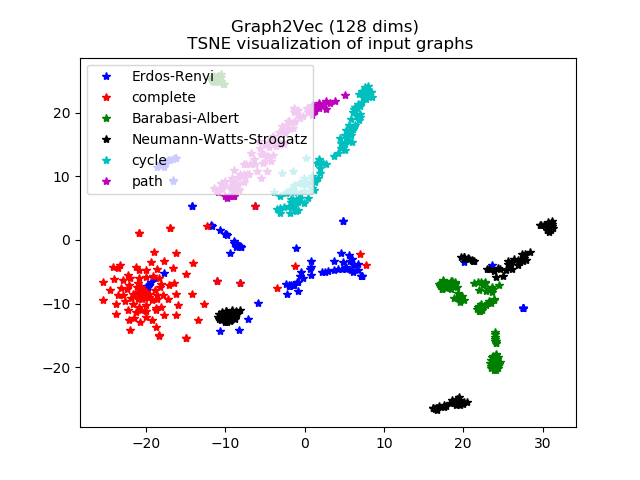 Graph2Vec (128 dims)
TSNE visualization of input graphs
Erdos-Renyi
complete
Barabasi-Albert
Neumann-Watts-Strogatz
cycle
path
20
10
0
−10
−20
−20 −10 0 10 20 30